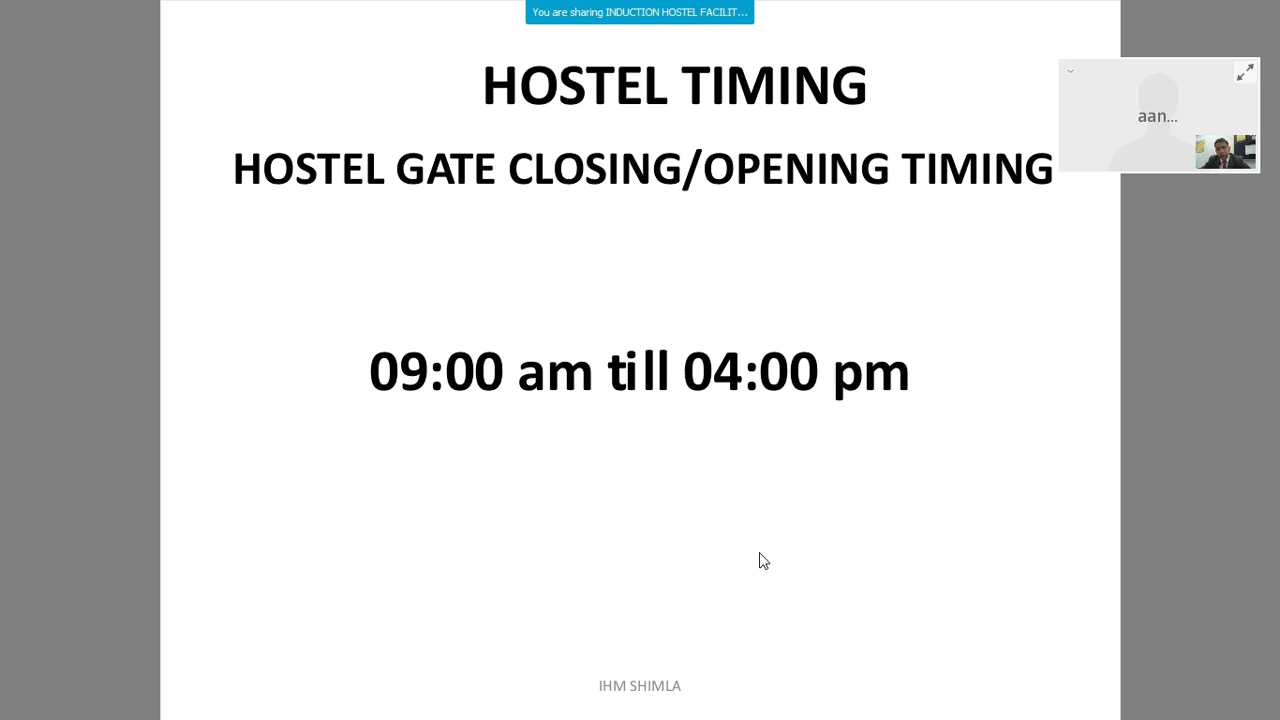 You are sharing INDUCTION HOSTEL FACILIT...
HOSTEL TIMING
aan...
HOSTEL GATE CLOSING/OPENING TIMING
09:00 am till 04:00 pm
IHM SHIMLA